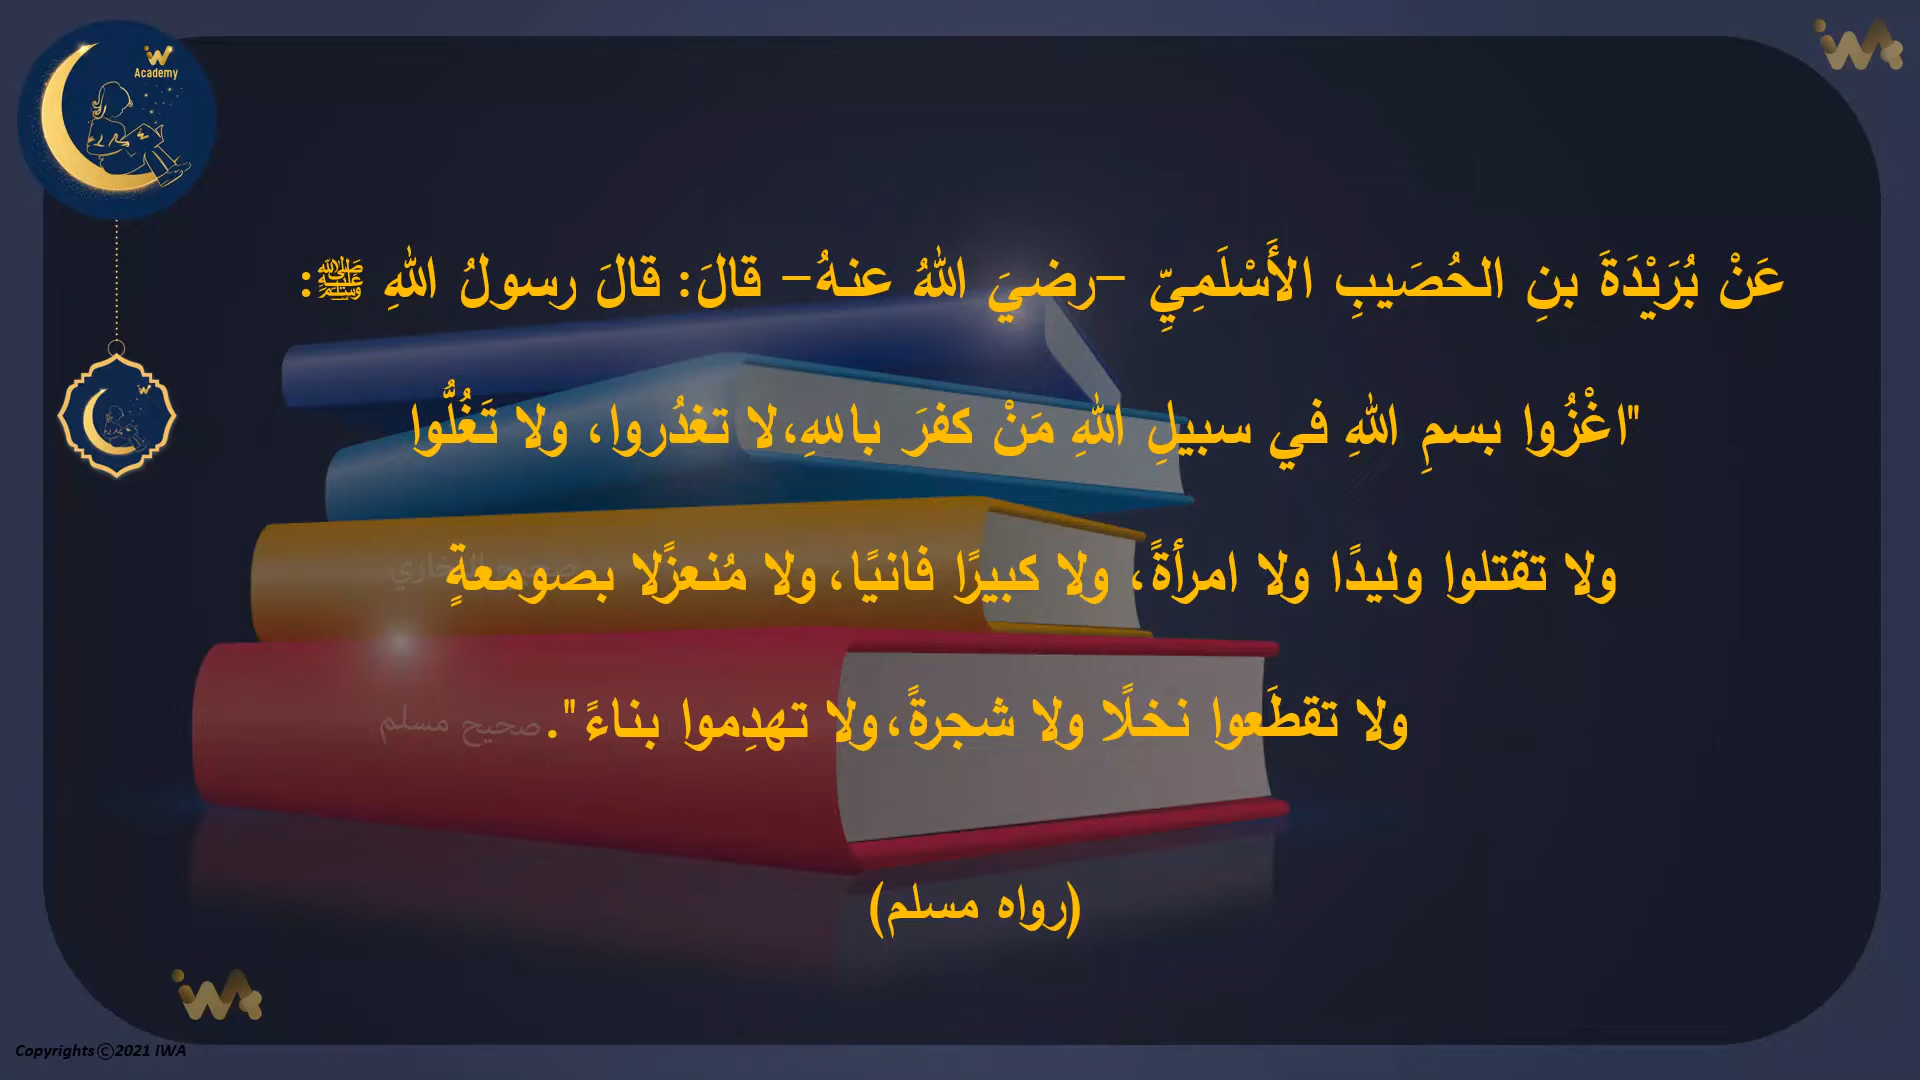 Academy
عَنْ بُرَيْدَةَ بنِ الحُصَيبِ الأَسْلَمِيِّ –رضيَ اللهُ عنهُ– قالَ: قالَ رسولُ اللهِ ﷺ:
"اغْزُوا بسمِ اللهِ في سبيلِ اللهِ مَنْ كفرَ باللهِ،لا تغدُروا، ولا تَغُلُّوا
ولا تقتلوا وليدًا ولا امرأةً، ولا كبيرًا فانيًا، ولا مُنعزًلا بصومعةٍ
صحيح البخاري
ولا تقطَعوا نخلًا ولا شجرةً، ولا تهدِموا بناءً".
صحيح مسلم
(رواه مسلم)
Copyrights©2021 IWA